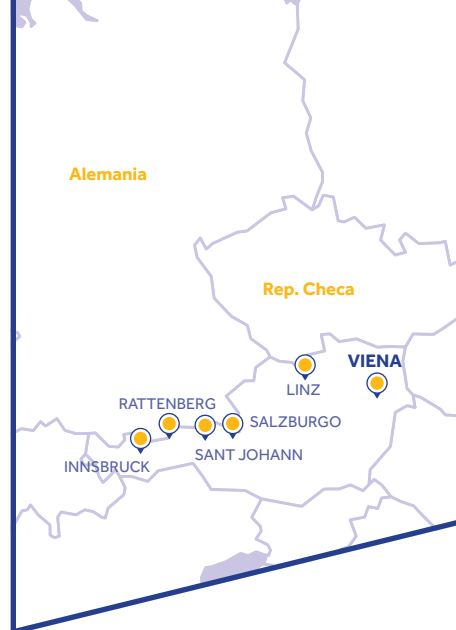 Alemania
Rep. Checa
VIENA
LINZ
RATTENBERG
SALZBURGO
SANT JOHANN
INNSBRUCK